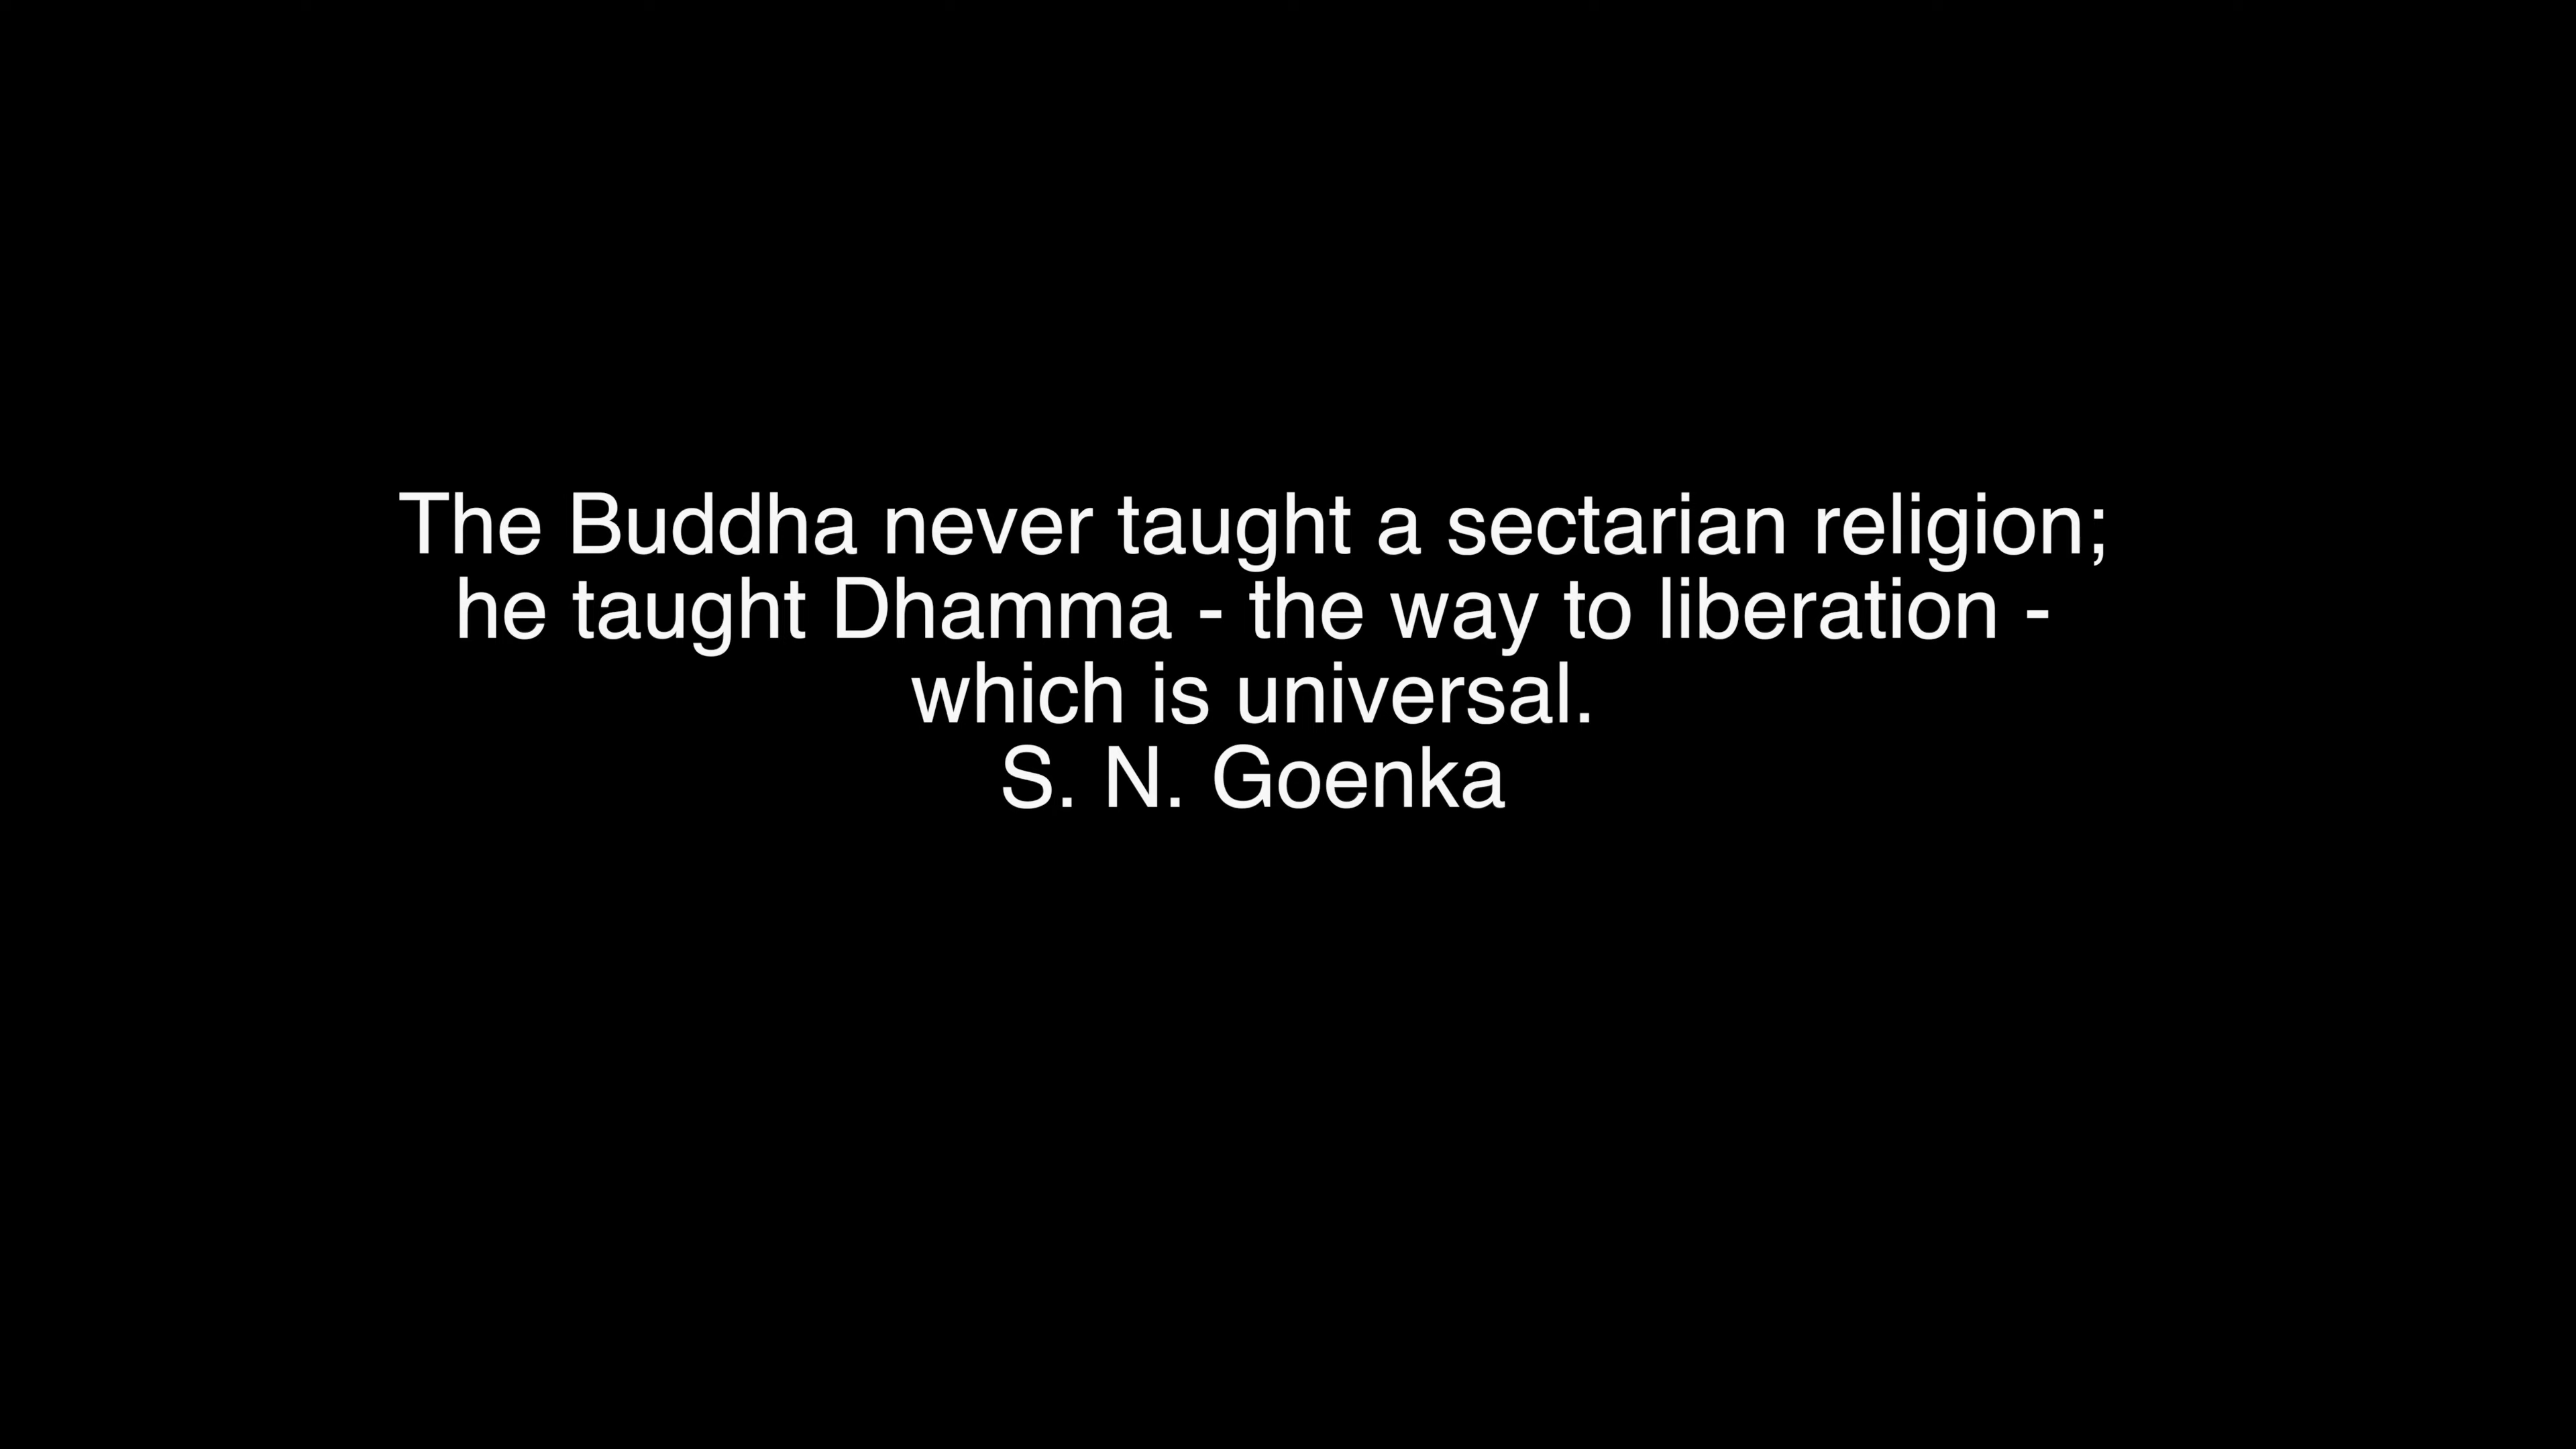 The Buddha never taught a sectarian religion;
he taught Dhamma - the way to liberation -
which is universal.
S. N. Goenka